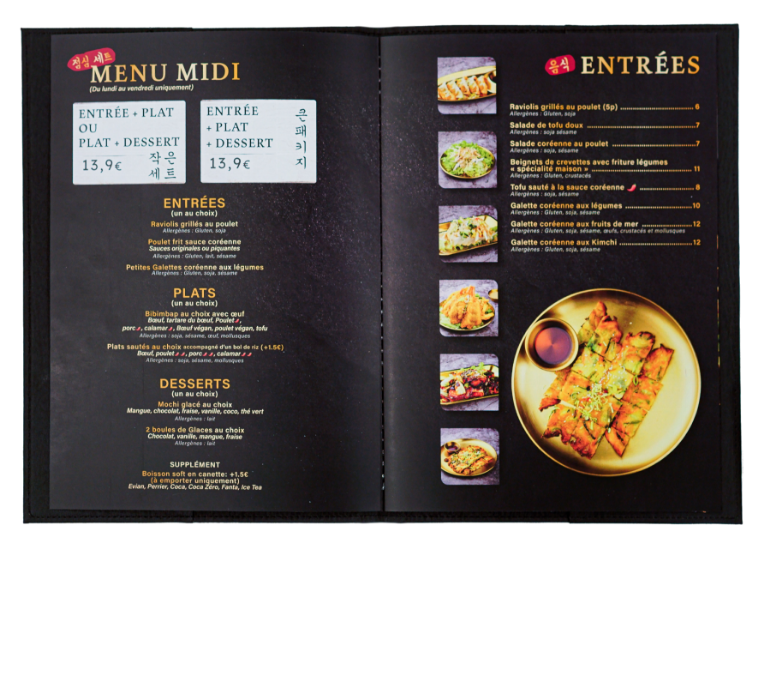 점심 세트
MENU MIDI
(Du lundi au vendredi uniquement)
ENTRÉE + PLAT
OU
PLAT + DESSERT
13,9€
작은
세트
ENTRÉE
+ PLAT
+ DESSERT
13,9€
큰
패
키
지
ENTRÉES
(un au choix)
Raviolis grillés au poulet
Allergènes : Gluten, soja
Poulet frit sauce coréenne
Sauces originales ou piquantes
Allergènes : Gluten, lait, sésame
Petites Galettes coréenne aux légumes
Allergènes : Gluten, soja, sésame
PLATS
(un au choix)
Bibimbap au choix avec œuf
Bœuf, tartare du bœuf, Poulet,
porc, calamar, Bœuf végan, poulet végan, tofu
Allergènes : soja, sésame, œuf, mollusques
Plats sautés au choix accompagné d'un bol de riz (+1.5€)
Bœuf, poulet, porc, calamar
Allergènes : soja, sésame, mollusques
DESSERTS
(un au choix)
Mochi glacé au choix
Mangue, chocolat, fraise, vanille, coco, thé vert
Allergènes : lait
2 boules de Glaces au choix
Chocolat, vanille, mangue, fraise
Allergènes : lait
SUPPLÉMENT
Boissen soft en canette: +1.5€
(à emporter uniquement)
Evian, Perrier, Coca, Coca Zéro, Fanta, Ice Tea
음식 ENTRÉES
Raviolis grillés au poulet (5p) 6
Allergènes : Gluten, soja
Salade de tofu doux 7
Allergènes : soja sésame
Salade coréenne au poulet 7
Allergènes : soja, sésame
Beignets de crevettes avec friture légumes
« spécialité maison » 11
Allergènes : Gluten, crustacés
Tofu sauté à la sauce coréenne 8
Allergènes : soja, sésame
Galette coréenne aux légumes 10
Allergènes : Gluten, soja, sésame
Galette coréenne aux fruits de mer 12
Allergènes : Gluten, soja, sésame, œufs, crustacés et mollusques
Galette coréenne au Kimchi 12
Allergènes : Gluten, soja, sésame